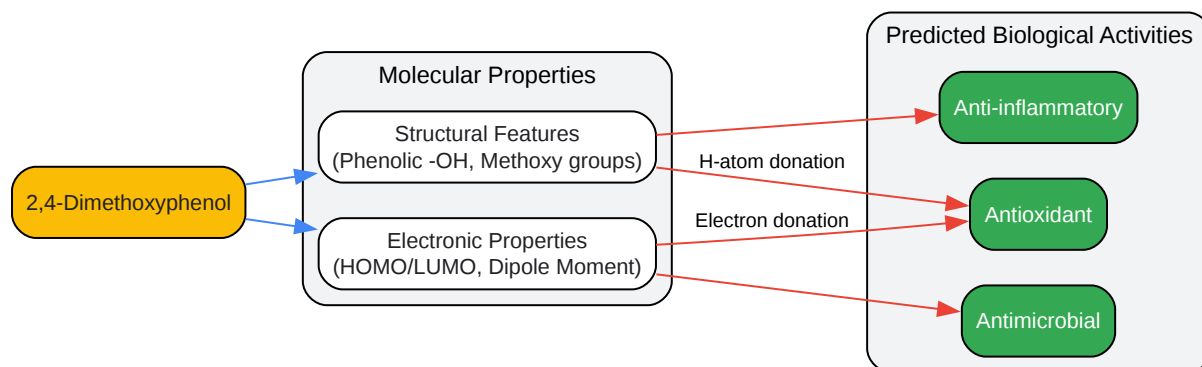 2,4-Dimethoxyphenol
Molecular Properties
Structural Features
(Phenolic -OH, Methoxy groups)
Electronic Properties
(HOMO/LUMO, Dipole Moment)
H-atom donation
Electron donation
Predicted Biological Activities
Anti-inflammatory
Antioxidant
Antimicrobial